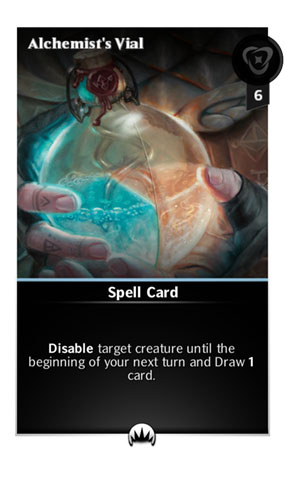 Alchemist's Vial
6
Spell Card
Disable target creature until the
beginning of your next turn and Draw 1
card.